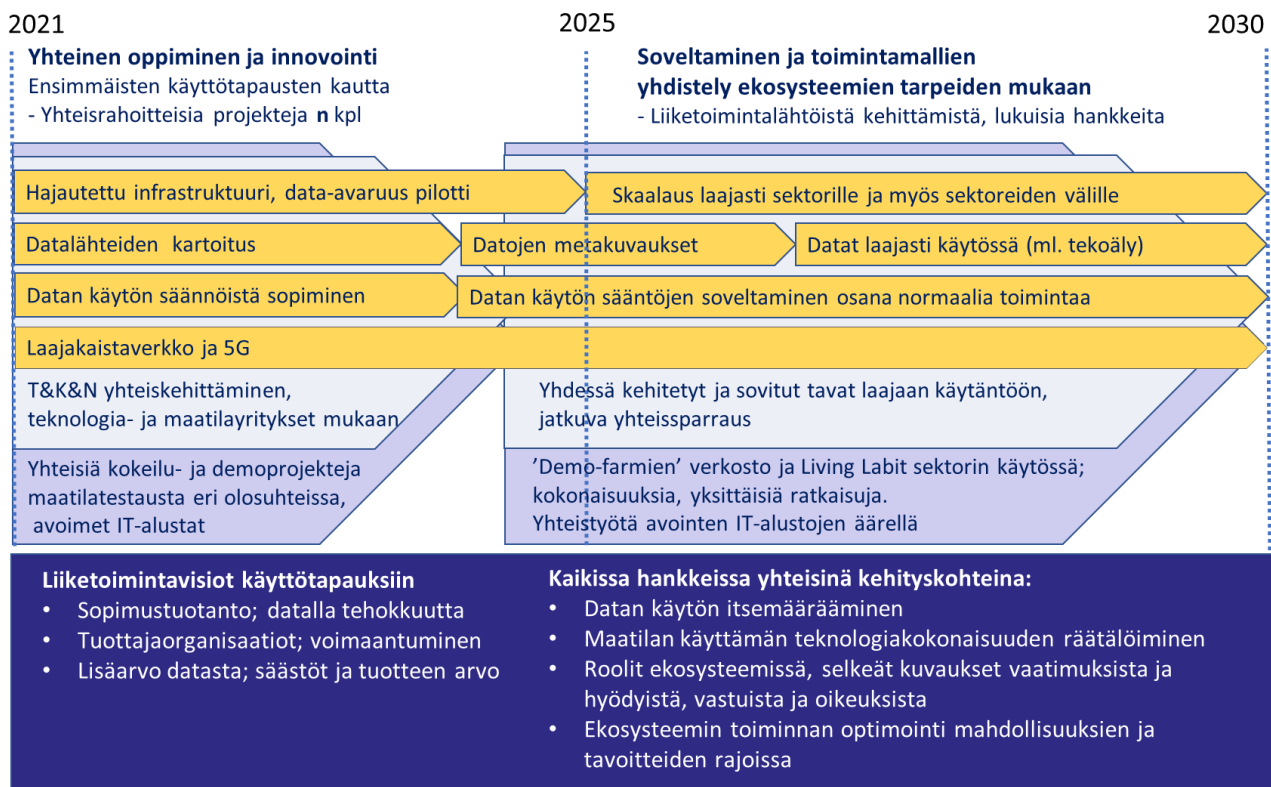 2021
2025
2030
Yhteinen oppiminen ja innovointi
Ensimmäisten käyttötapausten kautta
- Yhteisrahoitteisia projekteja n kpl
Soveltaminen ja toimintamallien
yhdistely ekosysteemien tarpeiden mukaan
- Liiketoimintalähtöistä kehittämistä, lukuisia hankkeita
Hajautettu infrastruktuuri, data-avaruus pilotti
Skaalaus laajasti sektorille ja myös sektoreiden välille
Datalähteiden kartoitus
Datojen metakuvaukset
Datat laajasti käytössä (ml. tekoäly)
Datan käytön säännöistä sopiminen
Datan käytön sääntöjen soveltaminen osana normaalia toimintaa
Laajakaistaverkko ja 5G
T&K&N yhteiskehittäminen,
teknologia- ja maatilayritykset mukaan
Yhdessä kehitetyt ja sovitut tavat laajaan käytäntöön,
jatkuva yhteissparraus
Yhteisiä kokeilu- ja demoprojekteja
maatilatestausta eri olosuhteissa,
avoimet IT-alustat
’Demo-farmien’ verkosto ja Living Labit sektorin käytössä;
kokonaisuuksia, yksittäisiä ratkaisuja.
Yhteistyötä avointen IT-alustojen äärellä
Liiketoimintavisiot käyttötapauksiin
• Sopimustuotanto; datalla tehokkuutta
• Tuottajaorganisaatiot; voimaantuminen
• Lisäarvo datasta; säästöt ja tuotteen arvo
Kaikissa hankkeissa yhteisinä kehityskohteina:
• Datan käytön itsemäärääminen
• Maatilan käyttämän teknologiakokonaisuuden räätälöiminen
• Roolit ekosysteemissä, selkeät kuvaukset vaatimuksista ja
hyödyistä, vastuista ja oikeuksista
• Ekosysteemin toiminnan optimointi mahdollisuuksien ja
tavoitteiden rajoissa